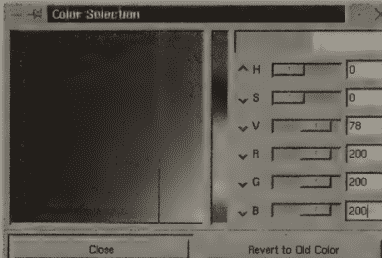 Color Selection
H 0
S 0
V 78
R 200
G 200
B 200
Close
Revert to Old Color